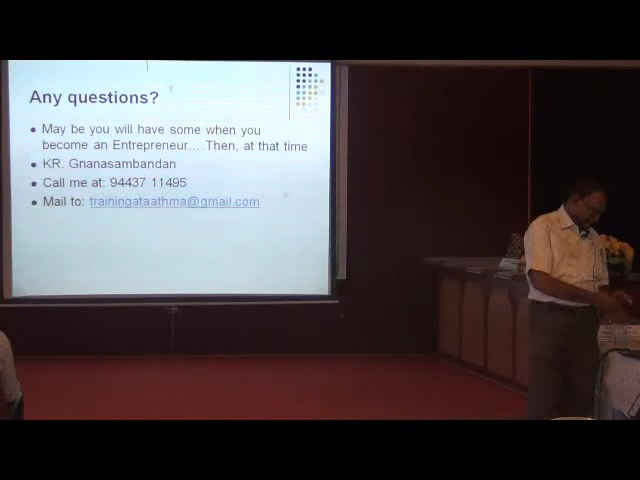 Any questions?
● May be you will have some when you
become an Entrepreneur....Then, at that time
● KR. Gnanasambandan
● Call me at: 94437 11495
● Mail to: trainingataathma@gmail.com